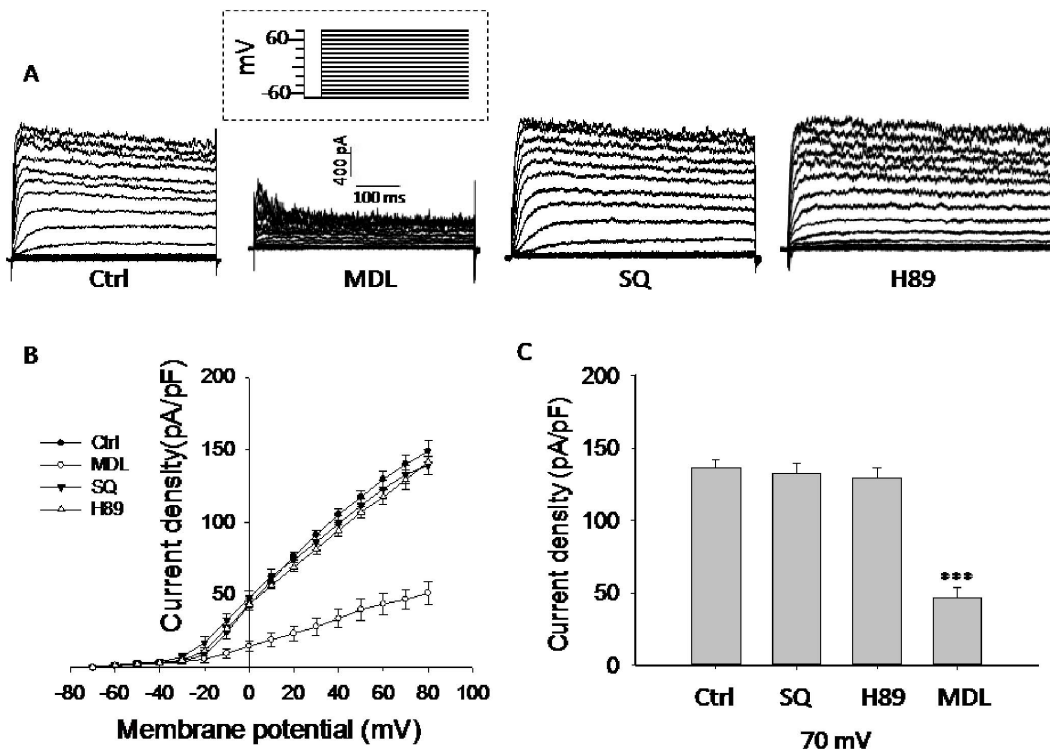 A
mV
60
-60
400 pA
100 ms
Ctrl
MDL
SQ
H89
B
Current density(pA/pF)
200
150
100
50
Ctrl
MDL
SQ
H89
-80 -60 -40 -20 0 20 40 60 80 100
Membrane potential (mV)
C
Current density (pA/pF)
200
150
100
50
0
***
Ctrl SQ H89 MDL
70 mV